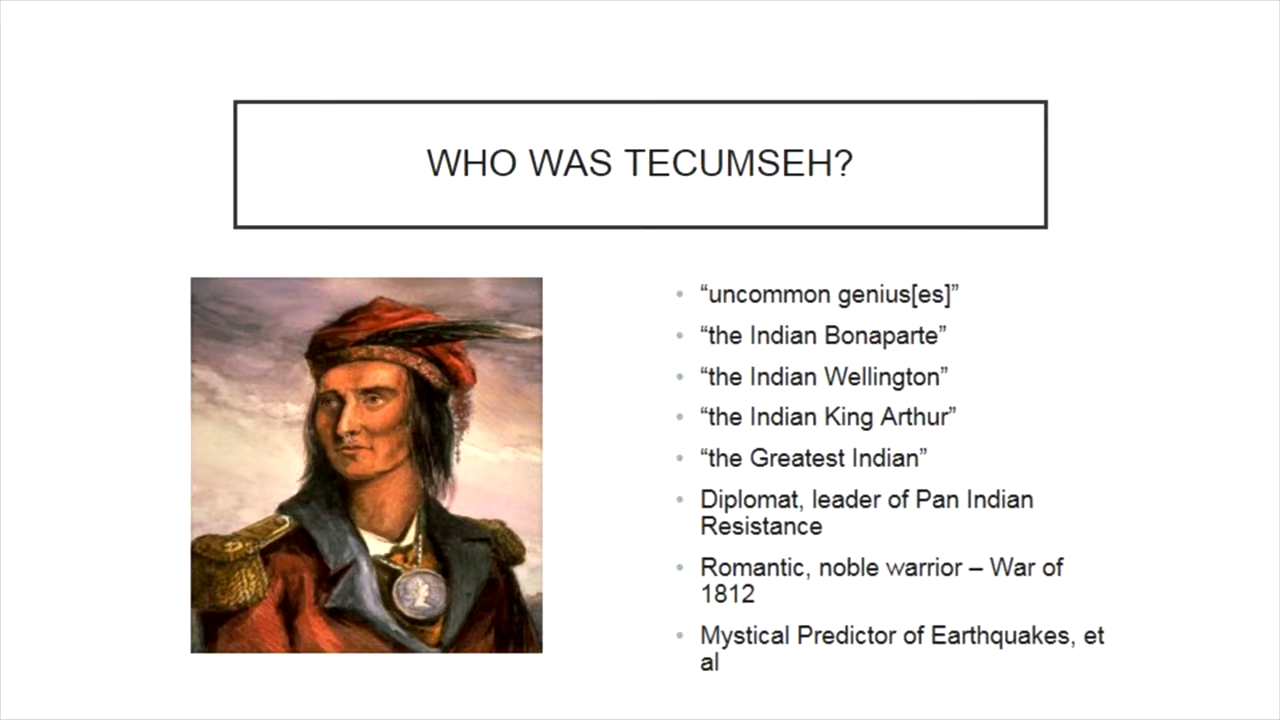 WHO WAS TECUMSEH?
• “uncommon genius[es]”
• “the Indian Bonaparte”
• “the Indian Wellington”
• “the Indian King Arthur”
• “the Greatest Indian”
• Diplomat, leader of Pan Indian
Resistance
• Romantic, noble warrior – War of
1812
• Mystical Predictor of Earthquakes, et
al